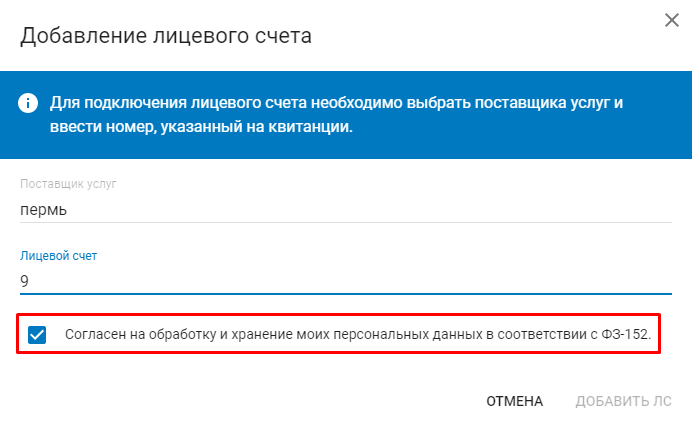 Добавление лицевого счета
Для подключения лицевого счета необходимо выбрать поставщика услуг и
ввести номер, указанный на квитанции.
Поставщик услуг
пермь
Лицевой счет
9
Согласен на обработку и хранение моих персональных данных в соответствии с ФЗ-152.
ОТМЕНА ДОБАВИТЬ ЛС